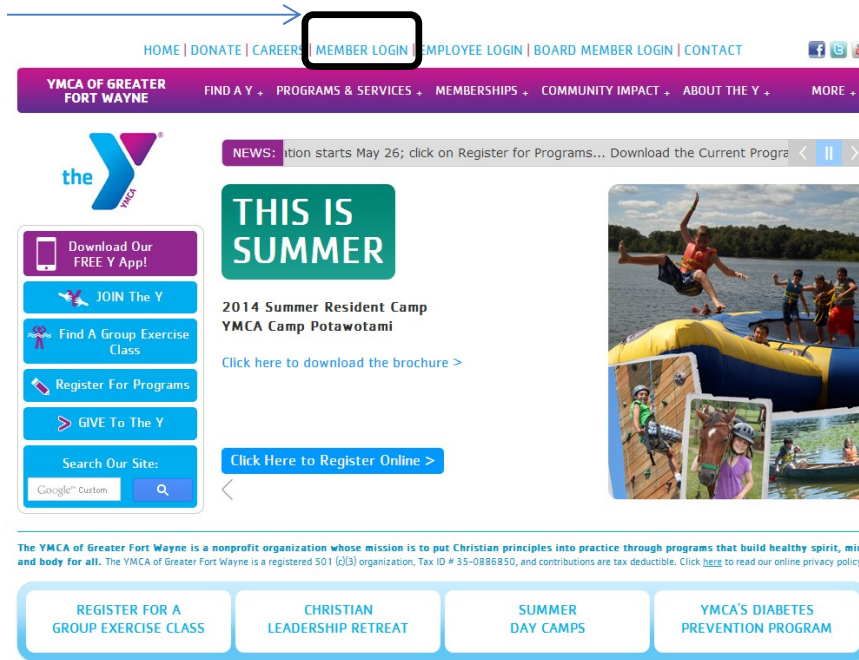 HOME | DONATE | CAREERS | MEMBER LOGIN | EMPLOYEE LOGIN | BOARD MEMBER LOGIN | CONTACT
YMCA OF GREATER
FORT WAYNE
FIND A Y + PROGRAMS & SERVICES + MEMBERSHIPS + COMMUNITY IMPACT + ABOUT THE Y + MORE +
the
YMCA
NEWS: ation starts May 26; click on Register for Programs... Download the Current Progra
THIS IS
SUMMER
Download Our
FREE Y App!
JOIN The Y
Find A Group Exercise
Class
Register For Programs
GIVE To The Y
Search Our Site:
Google™ Custom
2014 Summer Resident Camp
YMCA Camp Potawotami
Click here to download the brochure >
Click Here to Register Online >
The YMCA of Greater Fort Wayne is a nonprofit organization whose mission is to put Christian principles into practice through programs that build healthy spirit, mi
and body for all. The YMCA of Greater Fort Wayne is a registered 501 (c)(3) organization, Tax ID # 35-0886850, and contributions are tax deductible. Click here to read our online privacy policy
REGISTER FOR A
GROUP EXERCISE CLASS
CHRISTIAN
LEADERSHIP RETREAT
SUMMER
DAY CAMPS
YMCA'S DIABETES
PREVENTION PROGRAM